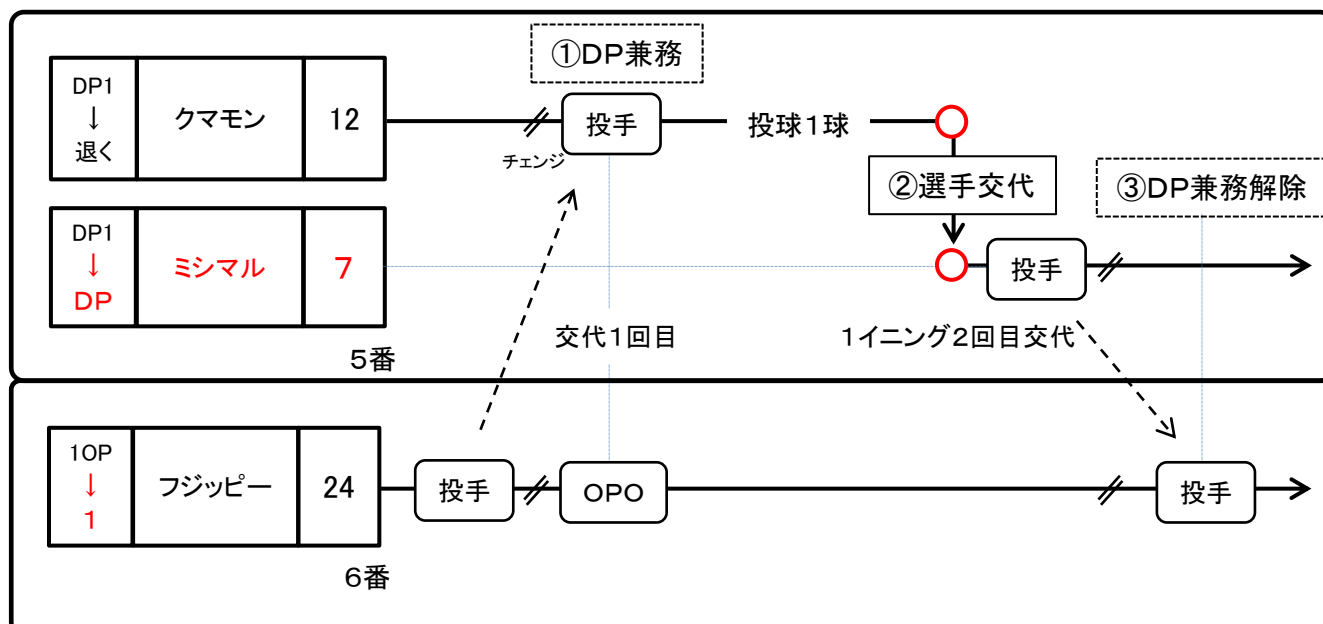 ①DP兼務
DP1
↓
退く
クマモン
12
投手
投球1球
チェンジ
②選手交代
③DP兼務解除
DP1
↓
DP
ミシマル
7
投手
交代1回目
1イニング2回目交代
5番
1OP
↓
1
フジッピー
24
投手
OPO
投手
6番